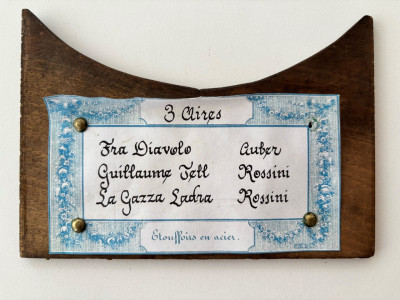 3 Aires
Fra Diavolo Auber
Guillaume Tell Rossini
La Gazza Ladra Rossini
Etouffoirs en acier.